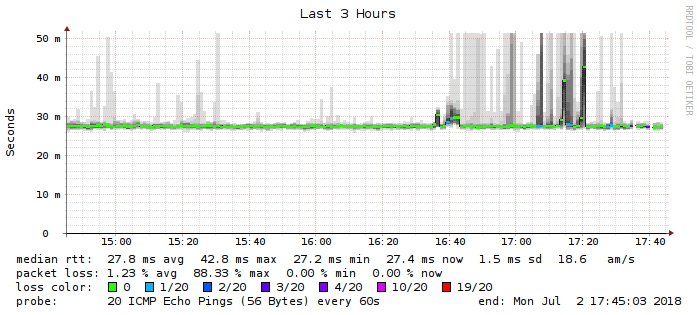 Last 3 Hours
RRDTOOL / TOBI OETIKER
Seconds
50 m
40 m
30 m
20 m
10 m
0
15:00 15:20 15:40 16:00 16:20 16:40 17:00 17:20 17:40
median rtt: 27.8 ms avg 42.8 ms max 27.2 ms min 27.4 ms now 1.5 ms sd 18.6 am/s
packet loss: 1.23 % avg 88.33 % max 0.00 % min 0.00 % now
loss color: 0 1/20 2/20 3/20 4/20 10/20 19/20
probe: 20 ICMP Echo Pings (56 Bytes) every 60s end: Mon Jul 2 17:45:03 2018